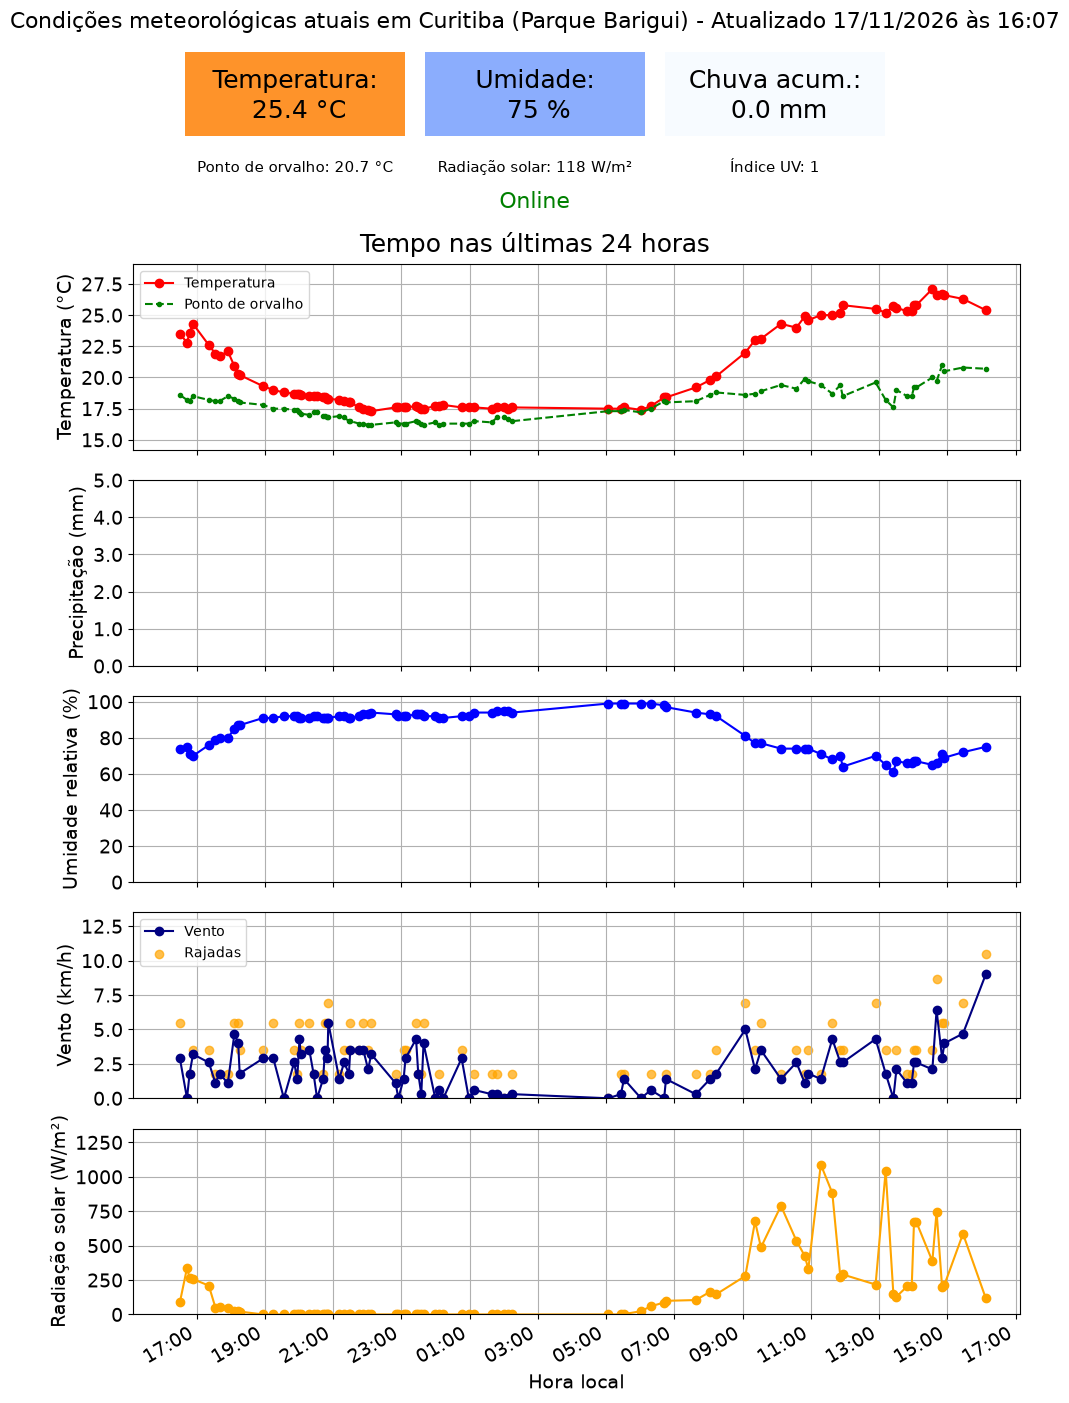 Condições meteorológicas atuais em Curitiba (Parque Barigui) - Atualizado 17/11/2026 às 16:07
Temperatura:
25.4 °C
Umidade:
75 %
Chuva acum.:
0.0 mm
Ponto de orvalho: 20.7 °C
Radiação solar: 118 W/m²
Índice UV: 1
Online
Tempo nas últimas 24 horas
Temperatura (°C)
27.5
25.0
22.5
20.0
17.5
15.0
Temperatura
Ponto de orvalho
Precipitação (mm)
5.0
4.0
3.0
2.0
1.0
0.0
Umidade relativa (%)
100
80
60
40
20
0
Vento (km/h)
12.5
10.0
7.5
5.0
2.5
0.0
Vento
Rajadas
Radiação solar (W/m²)
1250
1000
750
500
250
0
17:00
19:00
21:00
23:00
01:00
03:00
05:00
07:00
09:00
11:00
13:00
15:00
17:00
Hora local